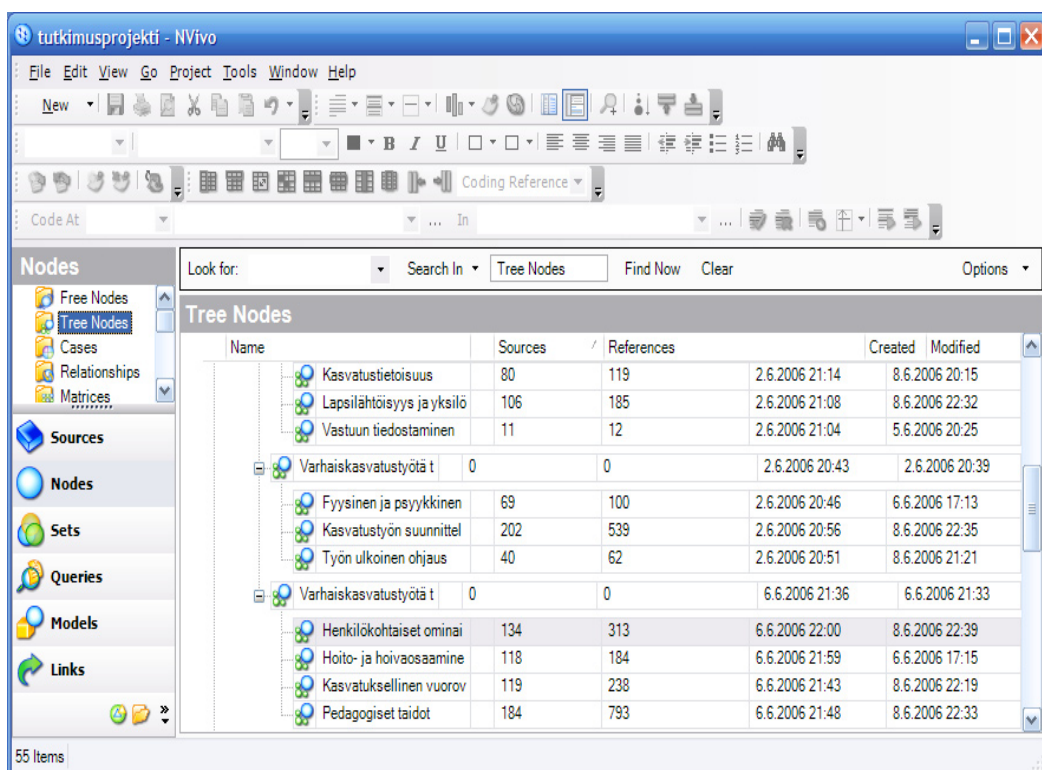 tutkimusprojekti - NVivo
File Edit View Go Project Tools Window Help
New
B I U
Coding Reference
Code At ... In ...
Nodes
Look for: Search In Tree Nodes Find Now Clear Options
Free Nodes
Tree Nodes
Cases
Relationships
Matrices
Sources
Nodes
Sets
Queries
Models
Links
Tree Nodes
Name Sources / References Created Modified
Kasvatustietoisuus 80 119 2.6.2006 21:14 8.6.2006 20:15
Lapsilähtöisyys ja yksilö 106 185 2.6.2006 21:08 8.6.2006 22:32
Vastuun tiedostaminen 11 12 2.6.2006 21:04 5.6.2006 20:25
Varhaiskasvatustyötä t 0 0 2.6.2006 20:43 2.6.2006 20:39
Fyysinen ja psyykkinen 69 100 2.6.2006 20:46 6.6.2006 17:13
Kasvatustyön suunnittel 202 539 2.6.2006 20:56 8.6.2006 22:35
Työn ulkoinen ohjaus 40 62 2.6.2006 20:51 8.6.2006 21:21
Varhaiskasvatustyötä t 0 0 6.6.2006 21:36 6.6.2006 21:33
Henkilökohtaiset ominai 134 313 6.6.2006 22:00 8.6.2006 22:39
Hoito- ja hoivaosaamine 118 184 6.6.2006 21:59 6.6.2006 17:15
Kasvatuksellinen vuorov 119 238 6.6.2006 21:43 8.6.2006 22:19
Pedagogiset taidot 184 793 6.6.2006 21:48 8.6.2006 22:33
55 Items